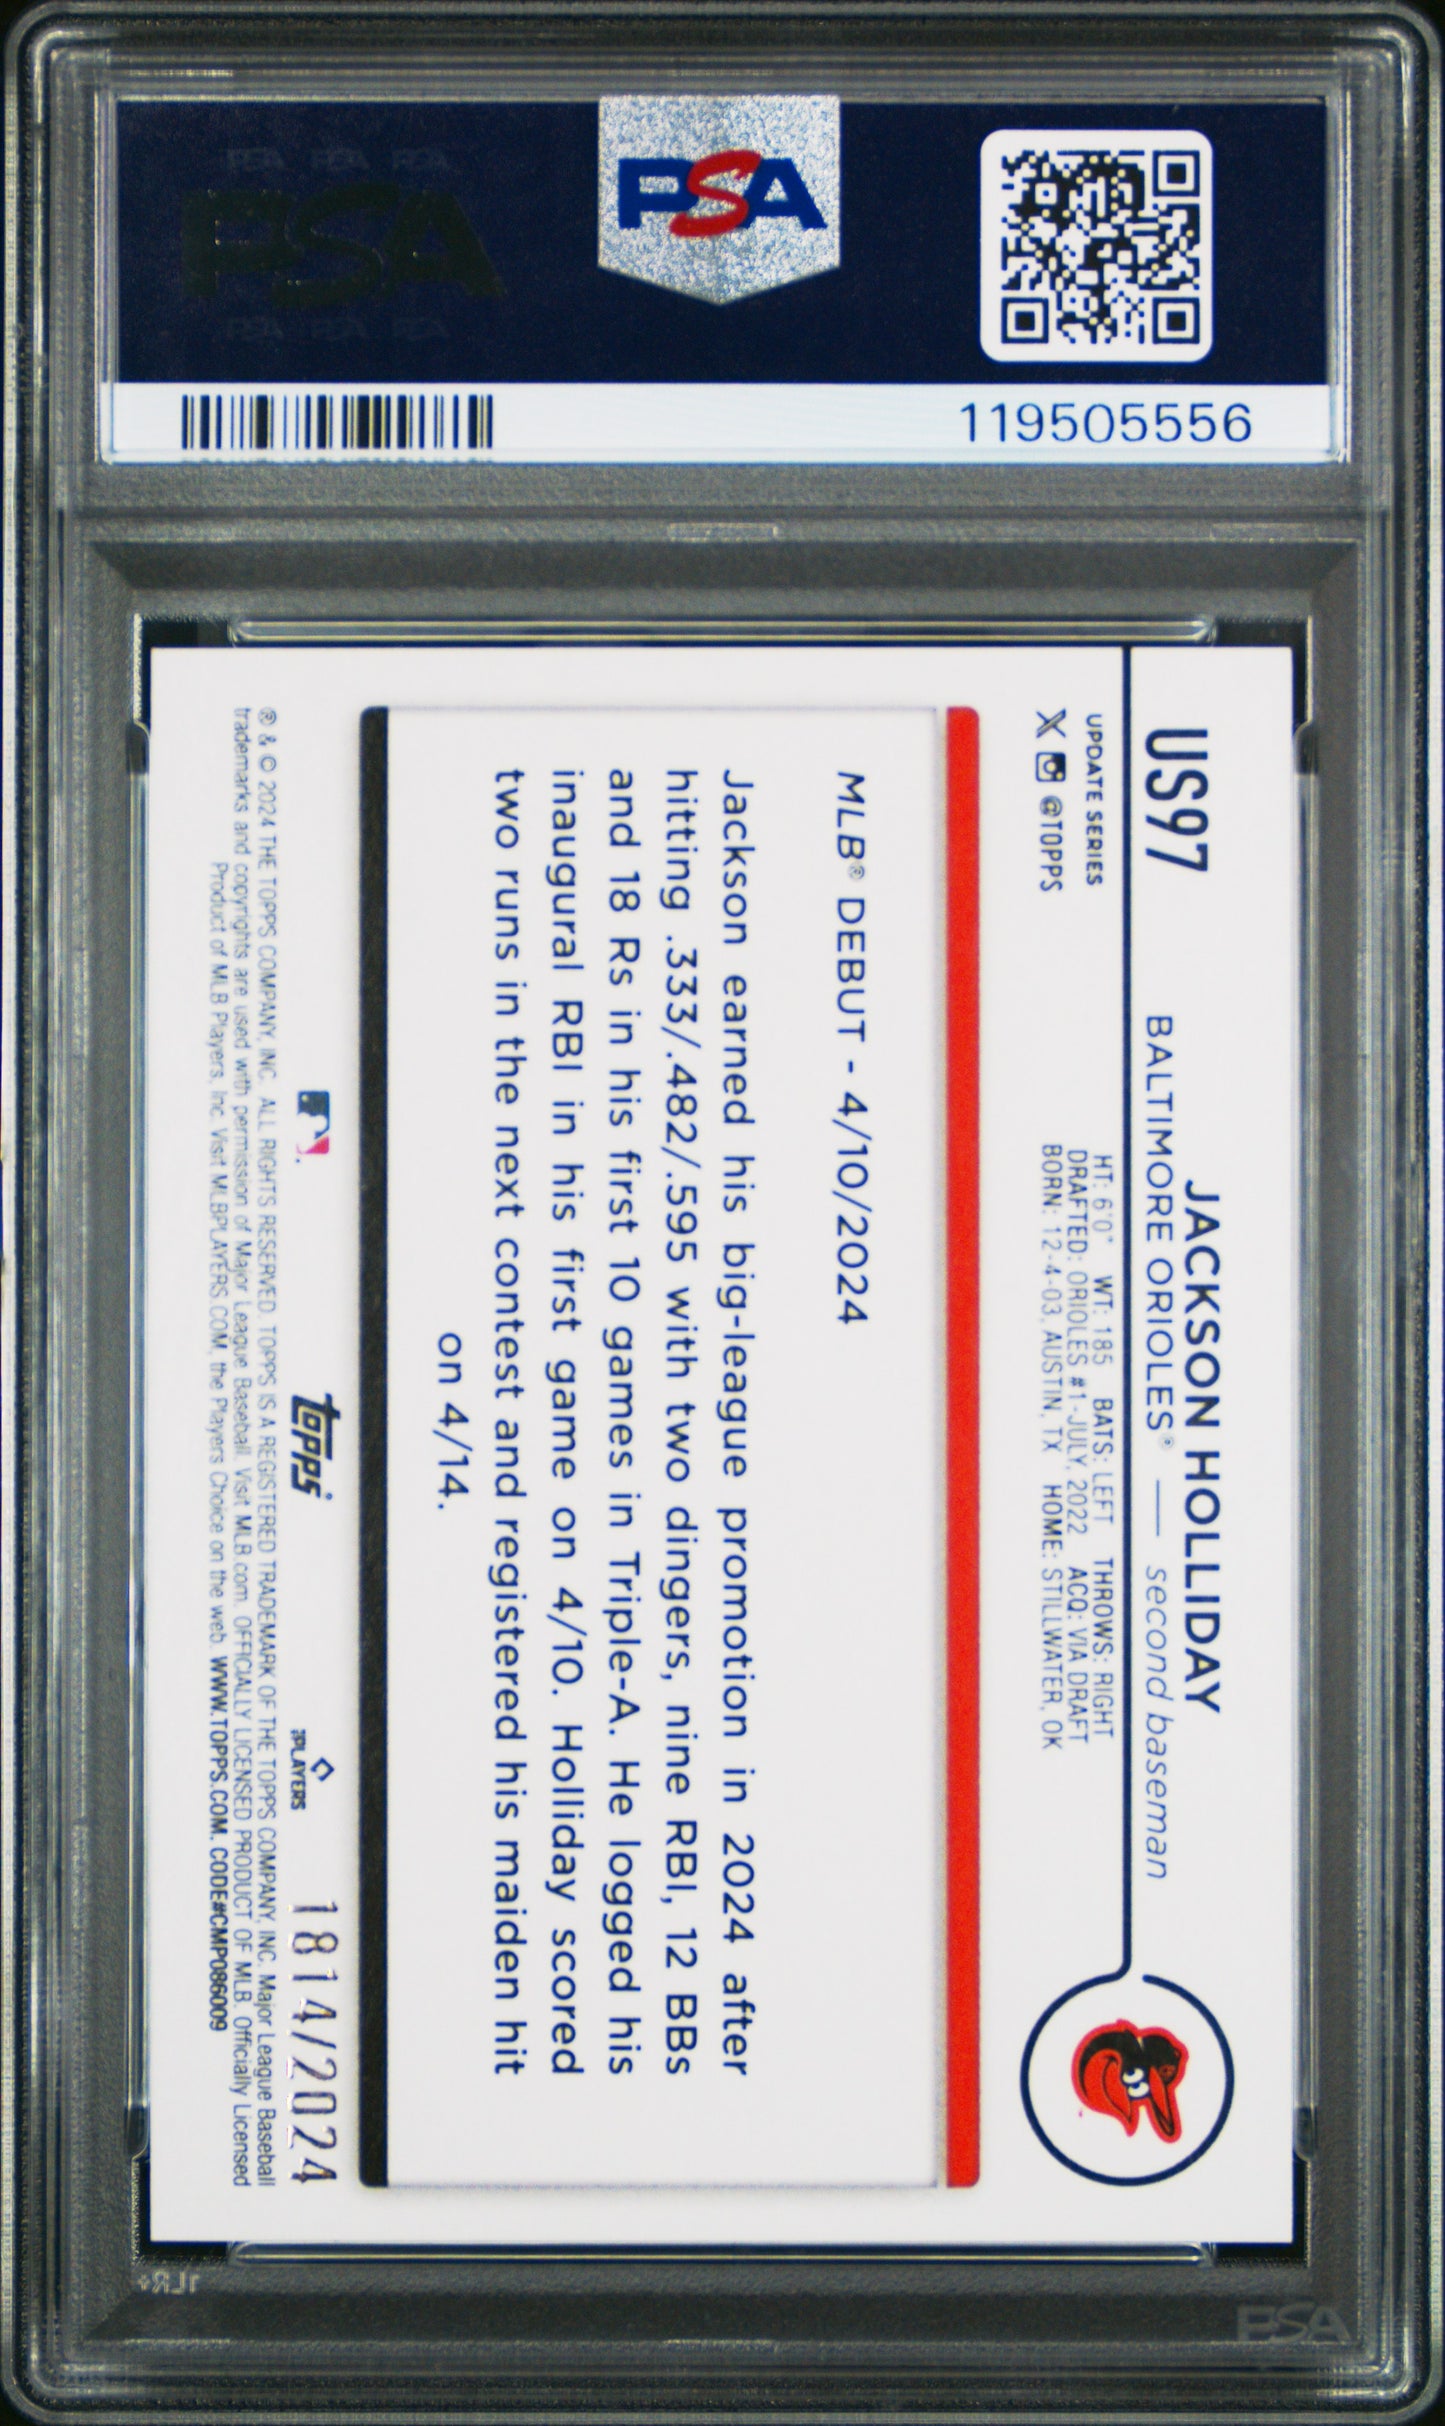 PSA
119505556
US97
JACKSON HOLLIDAY
BALTIMORE ORIOLES® — second baseman
UPDATE SERIES
@TOPPS
HT: 6'0" WT: 185 BATS: LEFT THROWS: RIGHT
DRAFTED: ORIOLES #1-JULY, 2022 ACQ: VIA DRAFT
BORN: 12-4-03, AUSTIN, TX HOME: STILLWATER, OK
MLB® DEBUT - 4/10/2024
Jackson earned his big-league promotion in 2024 after
hitting .333/.482/.595 with two dingers, nine RBI, 12 BBs
and 18 Rs in his first 10 games in Triple-A. He logged his
inaugural RBI in his first game on 4/10. Holliday scored
two runs in the next contest and registered his maiden hit
on 4/14.
topps
PLAYERS
1814/2024
® & © 2024 THE TOPPS COMPANY, INC. ALL RIGHTS RESERVED. TOPPS IS A REGISTERED TRADEMARK OF THE TOPPS COMPANY, INC. Major League Baseball
trademarks and copyrights are used with permission of Major League Baseball. Visit MLB.com. OFFICIALLY LICENSED PRODUCT OF MLB. Officially Licensed
Product of MLB Players, Inc. Visit MLBPLAYERS.COM, the Players Choice on the web. WWW.TOPPS.COM. CODE#CMP086009
PSA